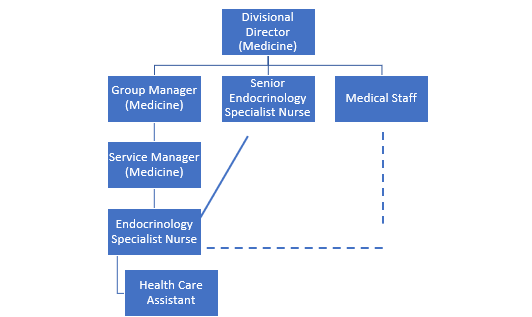 Divisional
Director
(Medicine)
Group Manager
(Medicine)
Senior
Endocrinology
Specialist Nurse
Medical Staff
Service Manager
(Medicine)
Endocrinology
Specialist Nurse
Health Care
Assistant